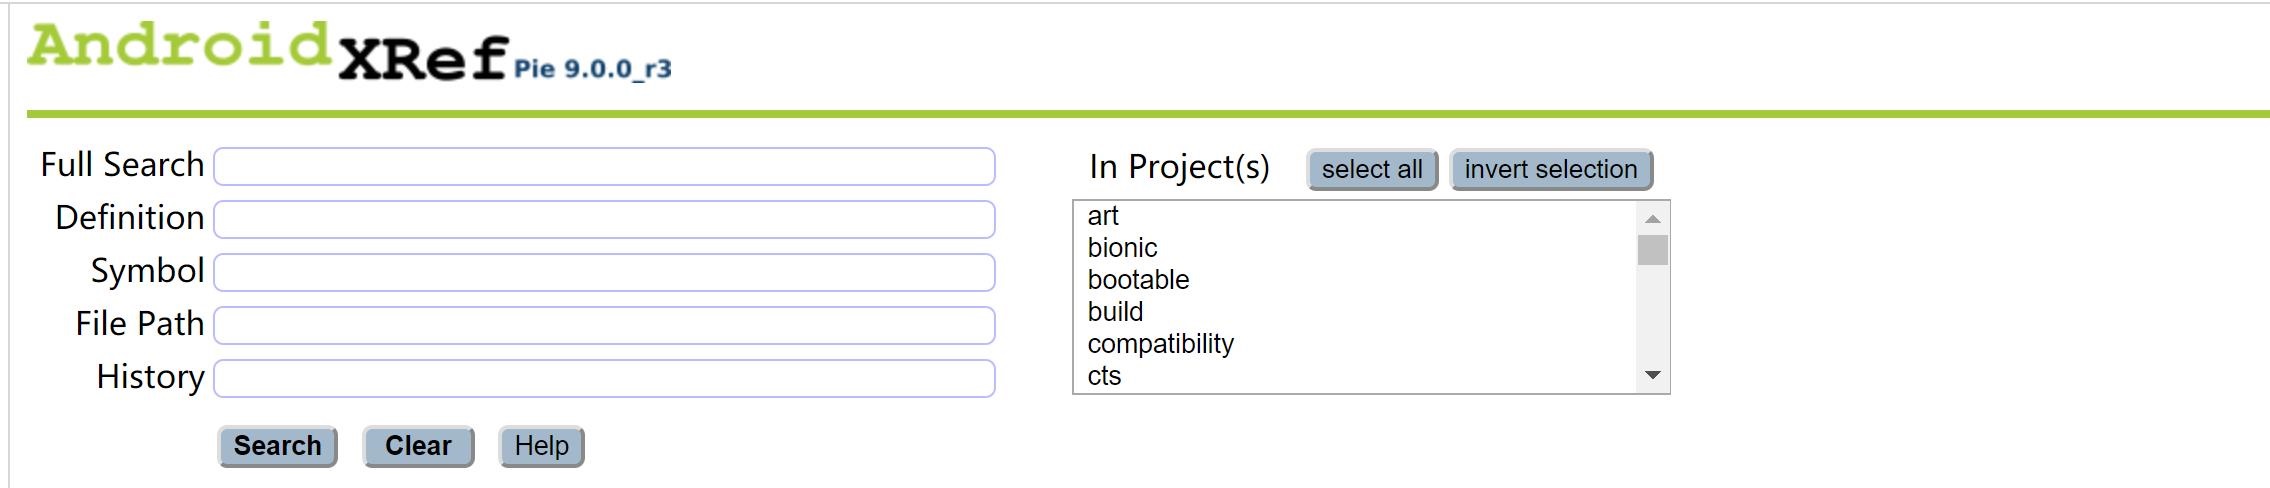 AndroidXRef Pie 9.0.0_r3
Full Search
Definition
Symbol
File Path
History
Search Clear Help
In Project(s) select all invert selection
art
bionic
bootable
build
compatibility
cts